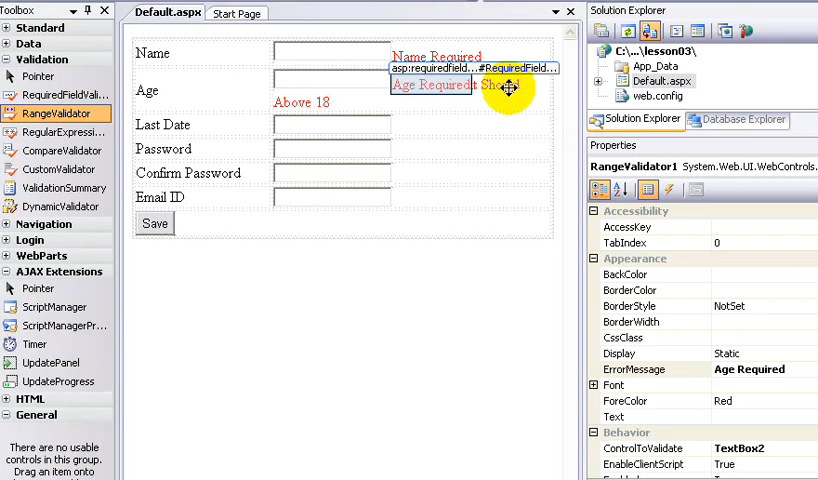 Toolbox
Standard
Data
Validation
Pointer
RequiredFieldVali...
RangeValidator
RegularExpressi...
CompareValidator
CustomValidator
ValidationSummary
DynamicValidator
Navigation
Login
WebParts
AJAX Extensions
Pointer
ScriptManager
ScriptManagerPr...
Timer
UpdatePanel
UpdateProgress
HTML
General
There are no usable
controls in this group.
Drag an item onto
Default.aspx
Start Page
Name
Name Required
asp:requiredfield...#RequiredField...
Age
Age Required
Above 18
Last Date
Password
Confirm Password
Email ID
Save
Solution Explorer
C:\...\lesson03\
App_Data
Default.aspx
web.config
Solution Explorer
Database Explorer
Properties
RangeValidator1 System.Web.UI.WebControls.
Accessibility
AccessKey
TabIndex 0
Appearance
BackColor
BorderColor
BorderStyle NotSet
BorderWidth
CssClass
Display Static
ErrorMessage Age Required
Font
ForeColor Red
Text
Behavior
ControlToValidate TextBox2
EnableClientScript True